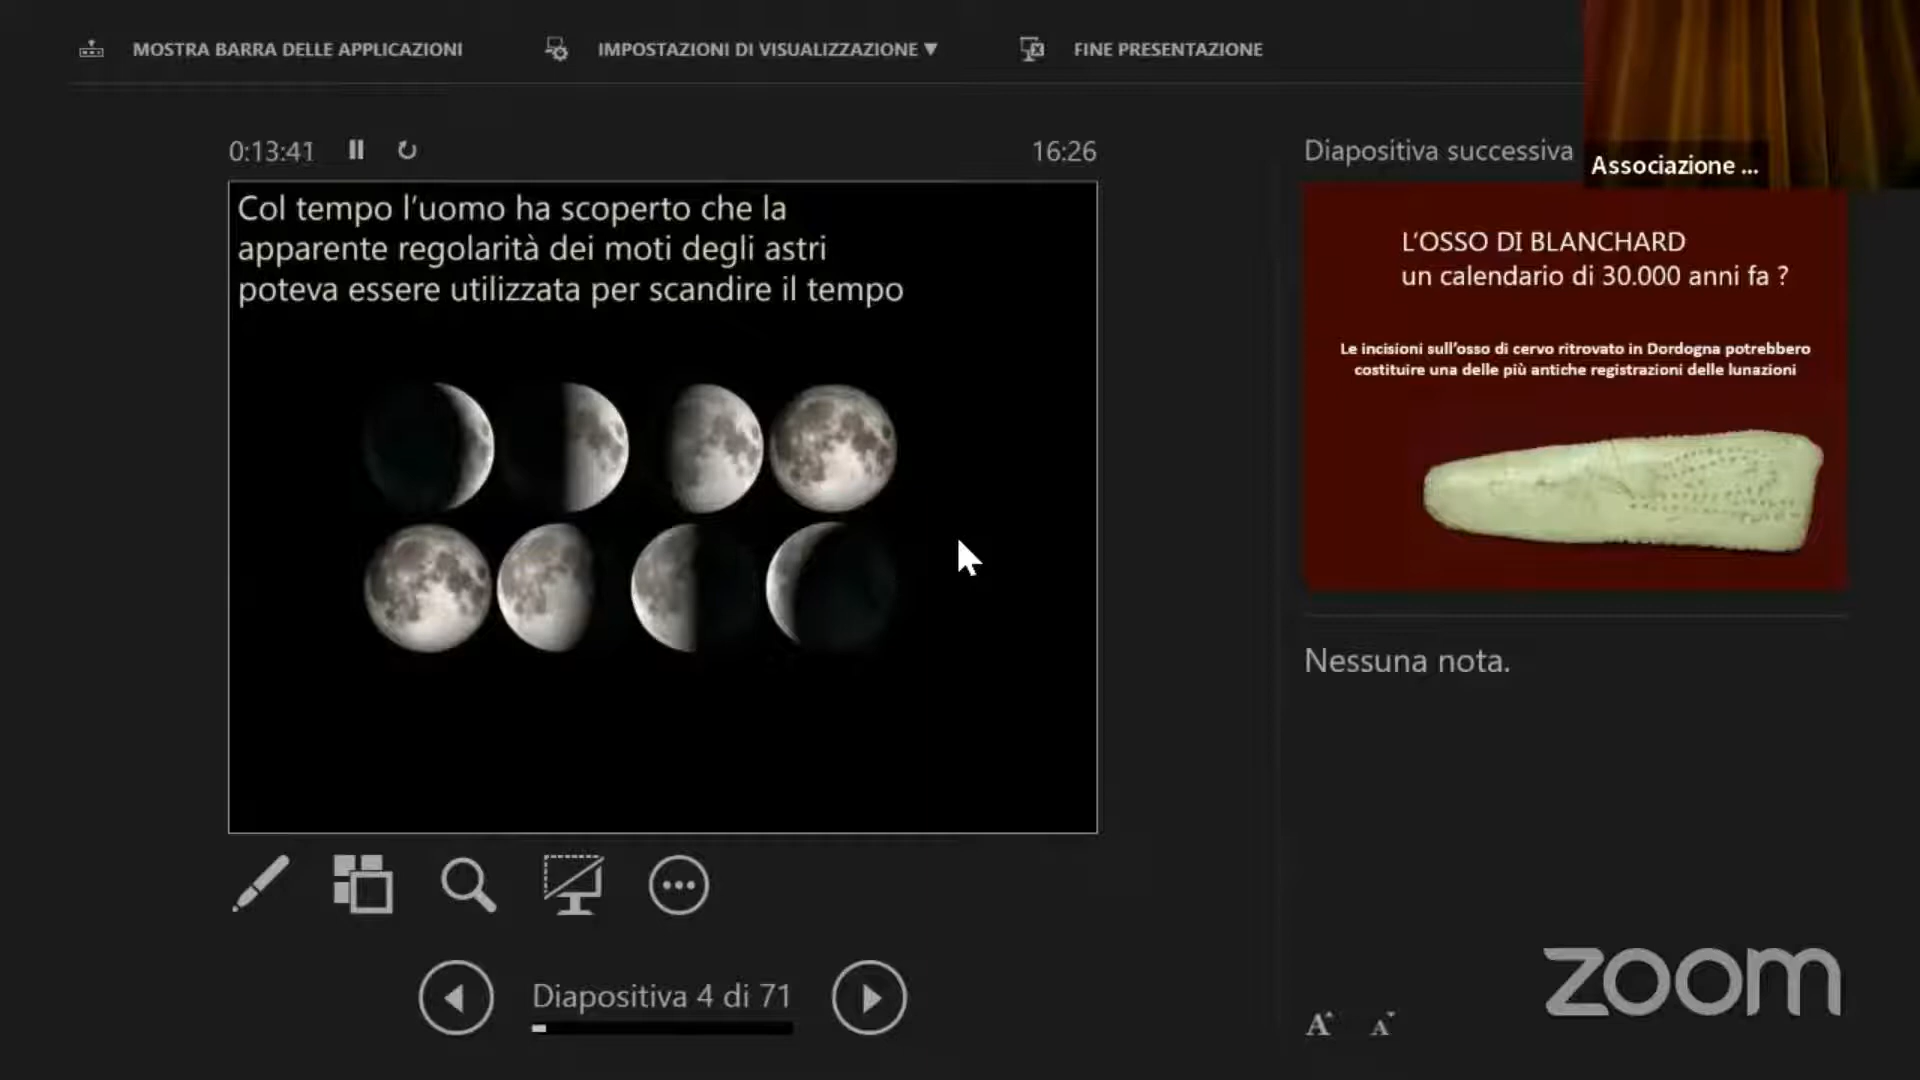 MOSTRA BARRA DELLE APPLICAZIONI
IMPOSTAZIONI DI VISUALIZZAZIONE ▼
FINE PRESENTAZIONE
0:13:41
16:26
Col tempo l'uomo ha scoperto che la
apparente regolarità dei moti degli astri
poteva essere utilizzata per scandire il tempo
Diapositiva 4 di 71
Diapositiva successiva
Associazione ...
L'OSSO DI BLANCHARD
un calendario di 30.000 anni fa ?
Le incisioni sull'osso di cervo ritrovato in Dordogna potrebbero
costituire una delle più antiche registrazioni delle lunazioni
Nessuna nota.
A A
zoom